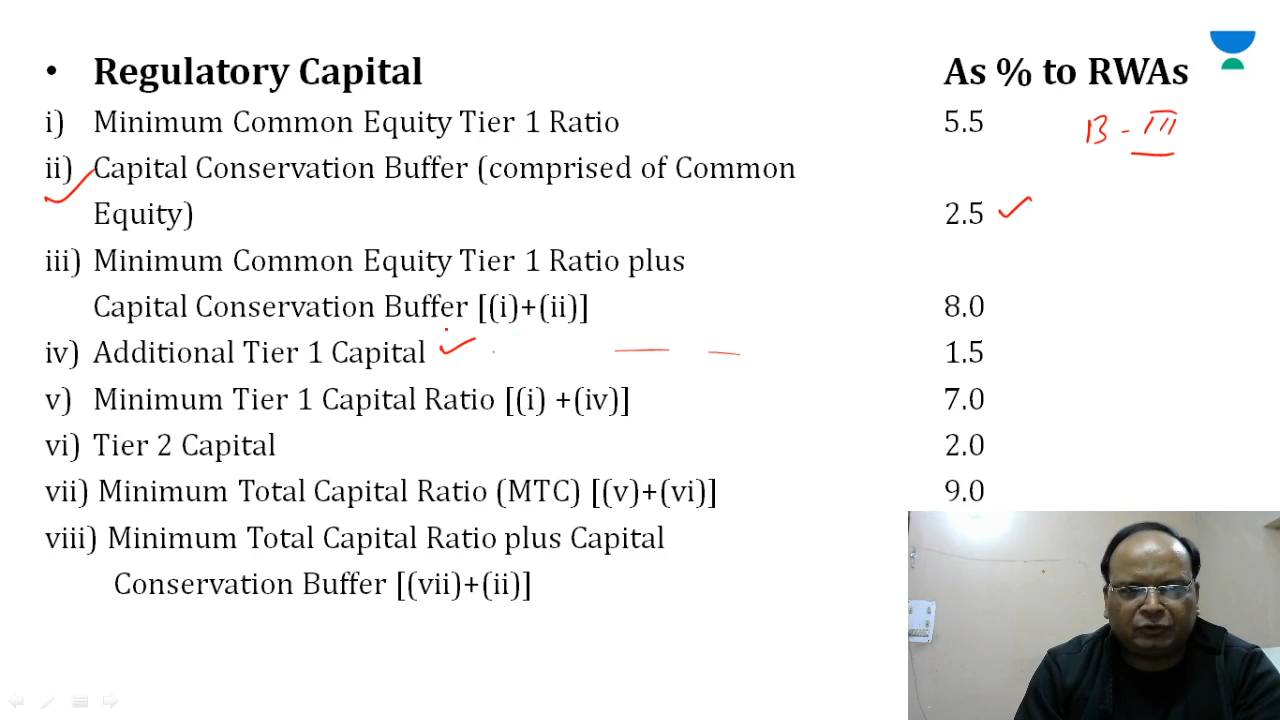 • Regulatory Capital As % to RWAs
i) Minimum Common Equity Tier 1 Ratio 5.5 B - III
ii) Capital Conservation Buffer (comprised of Common
Equity) 2.5
iii) Minimum Common Equity Tier 1 Ratio plus
Capital Conservation Buffer [(i)+(ii)] 8.0
iv) Additional Tier 1 Capital 1.5
v) Minimum Tier 1 Capital Ratio [(i) +(iv)] 7.0
vi) Tier 2 Capital 2.0
vii) Minimum Total Capital Ratio (MTC) [(v)+(vi)] 9.0
viii) Minimum Total Capital Ratio plus Capital
Conservation Buffer [(vii)+(ii)]